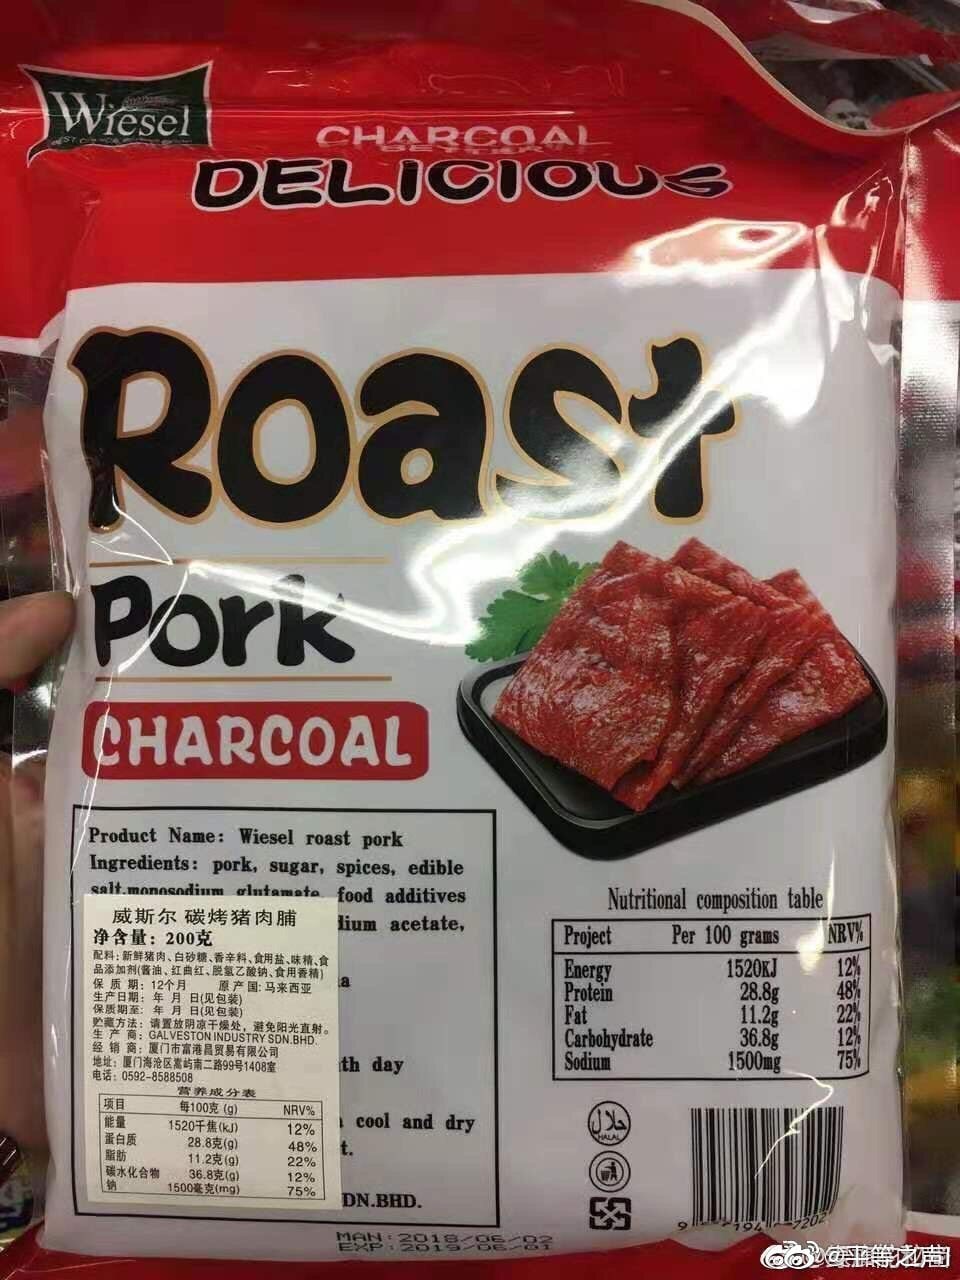 Wiesel
CHARCOAL
DELICIOUS
Roast
Pork
CHARCOAL
Product Name: Wiesel roast pork
Ingredients: pork, sugar, spices, edible
salt, monosodium glutamate, food additives
dium acetate,
th day
cool and dry
DN.BHD.
威斯尔 碳烤猪肉脯
净含量：200克
配料：新鲜猪肉、白砂糖、香辛料、食用盐、味精、食
品添加剂(酱油、红曲红、脱氢乙酸钠、食用香精)
保 质 期：12个月 原 产 国：马来西亚
生产日期：年 月 日(见包装)
保质期至：年 月 日(见包装)
贮藏方法：请置放阴凉干燥处，避免阳光直射。
生 产 商：GALVESTON INDUSTRY SDN.BHD.
经 销 商：厦门市富港昌贸易有限公司
地址：厦门海沧区嵩屿南二路99号1408室
电话：0592-8588508
营养成分表
项目 每100克 (g) NRV%
能量 1520千焦(kJ) 12%
蛋白质 28.8克(g) 48%
脂肪 11.2克(g) 22%
碳水化合物 36.8克(g) 12%
钠 1500毫克(mg) 75%
Nutritional composition table
Project Per 100 grams NRV%
Energy 1520KJ 12%
Protein 28.8g 48%
Fat 11.2g 22%
Carbohydrate 36.8g 12%
Sodium 1500mg 75%
حلال
HALAL
MAN:2018/06/02
EXP:2019/06/01